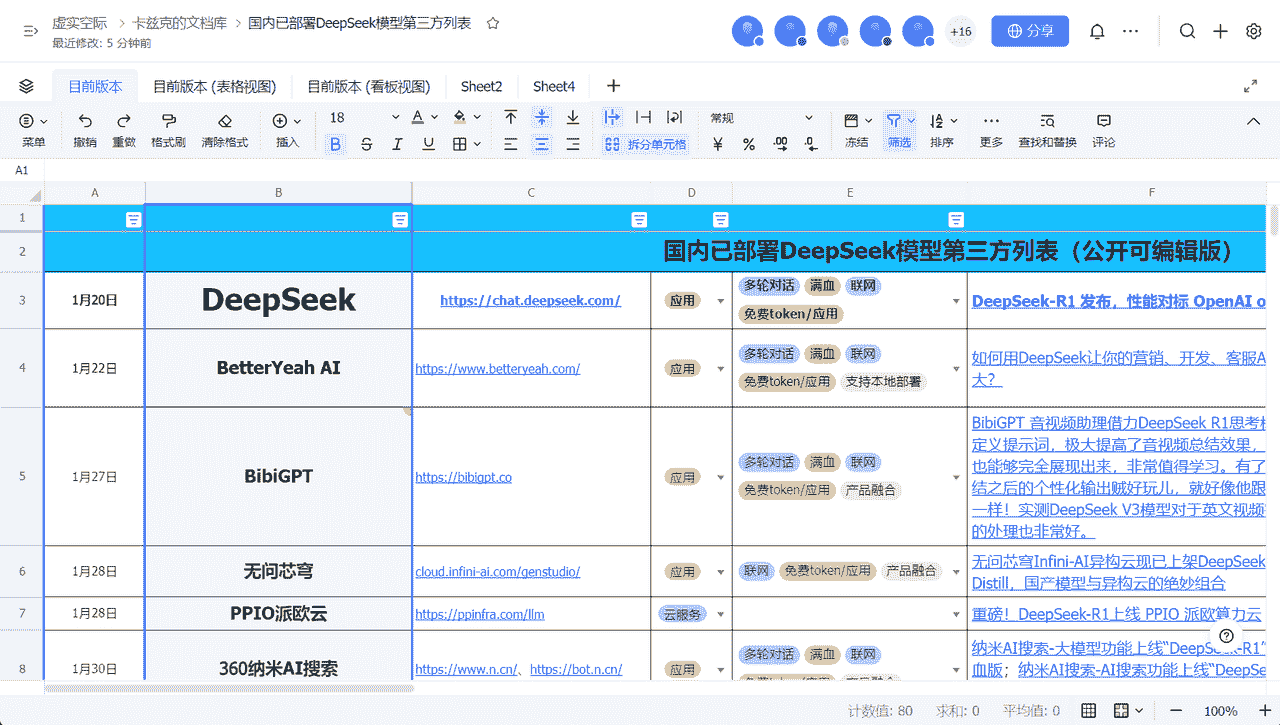 虚实空际 > 卡兹克的文档库 > 国内已部署DeepSeek模型第三方列表
最近修改: 5 分钟前
+16
分享
目前版本 目前版本 (表格视图) 目前版本 (看板视图) Sheet2 Sheet4
菜单 撤销 重做 格式刷 清除格式 插入 18 A B S I U 拆分单元格 常规 ¥ % .00 .0 冻结 筛选 排序 更多 查找和替换 评论
A1
A B C D E F
1
2 国内已部署DeepSeek模型第三方列表（公开可编辑版）
3 1月20日 DeepSeek https://chat.deepseek.com/ 应用 多轮对话 满血 联网 DeepSeek-R1 发布，性能对标 OpenAI o
免费token/应用
4 1月22日 BetterYeah AI https://www.betteryeah.com/ 应用 多轮对话 满血 联网 如何用DeepSeek让你的营销、开发、客服A
免费token/应用 支持本地部署 大？
BibiGPT 音视频助理借力DeepSeek R1思考
定义提示词，极大提高了音视频总结效果，
5 1月27日 BibiGPT https://bibigpt.co 应用 多轮对话 满血 联网 也能够完全展现出来，非常值得学习。有了
免费token/应用 产品融合 结之后的个性化输出贼好玩儿，就好像他跟
一样！实测DeepSeek V3模型对于英文视频
的处理也非常好。
6 1月28日 无问芯穹 cloud.infini-ai.com/genstudio/ 应用 联网 免费token/应用 产品融合 无问芯穹Infini-AI异构云现已上架DeepSeek
Distill，国产模型与异构云的绝妙组合
7 1月28日 PPIO派欧云 https://ppinfra.com/llm 云服务 重磅！DeepSeek-R1上线 PPIO 派欧算力云
8 1月30日 360纳米AI搜索 https://www.n.cn/、https://bot.n.cn/ 应用 多轮对话 满血 联网 纳米AI搜索-大模型功能上线“DeepSeek-R1”
免费token/应用 产品融合 血版；纳米AI搜索-AI搜索功能上线“DeepSe
计数值: 80 求和: 0 平均值: 0 100%